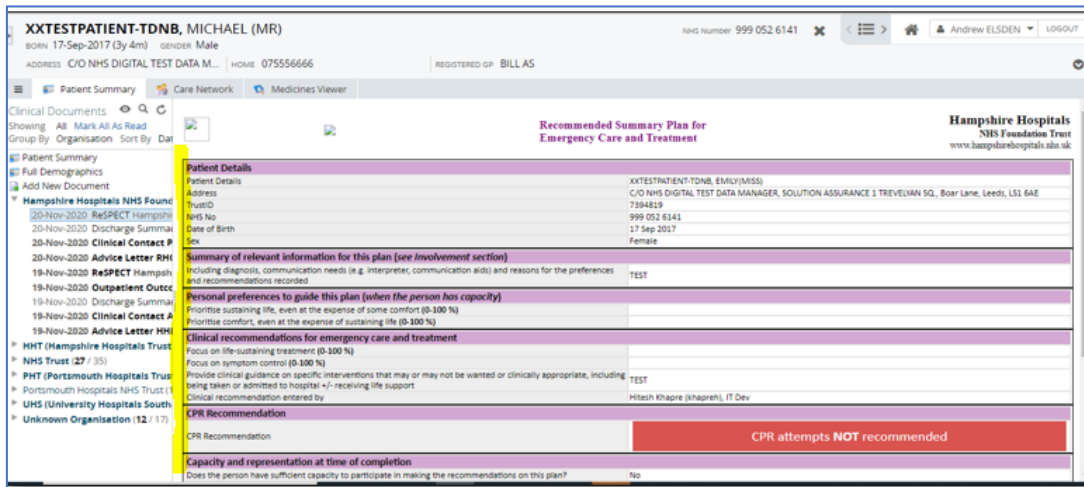 XXTESTPATIENT-TDNB, MICHAEL (MR)
BORN 17-Sep-2017 (3y 4m) GENDER Male
NHS Number 999 052 6141
Andrew ELSDEN
LOGOUT
ADDRESS C/O NHS DIGITAL TEST DATA M... HOME 075556666 REGISTERED GP BILL AS
Patient Summary Care Network Medicines Viewer
Clinical Documents
Showing All Mark All As Read
Group By Organisation Sort By Dat
Patient Summary
Full Demographics
Add New Document
Hampshire Hospitals NHS Found
20-Nov-2020 ReSPECT Hampshi
20-Nov-2020 Discharge Summar
20-Nov-2020 Clinical Contact P
20-Nov-2020 Advice Letter RHC
19-Nov-2020 ReSPECT Hampsh
19-Nov-2020 Outpatient Outco
19-Nov-2020 Discharge Summar
19-Nov-2020 Clinical Contact A
19-Nov-2020 Advice Letter HHI
HHT (Hampshire Hospitals Trust
NHS Trust (27 / 35)
PHT (Portsmouth Hospitals Trus
Portsmouth Hospitals NHS Trust (1
UHS (University Hospitals South
Unknown Organisation (12 / 17)
Recommended Summary Plan for
Emergency Care and Treatment
Hampshire Hospitals
NHS Foundation Trust
www.hampshirehospitals.nhs.uk
Patient Details
Patient Details XXTESTPATIENT-TDNB, EMILY(MISS)
Address C/O NHS DIGITAL TEST DATA MANAGER, SOLUTION ASSURANCE 1 TREVELYAN SQ., Boar Lane, Leeds, LS1 6AE
TrustID 7394819
NHS No 999 052 6141
Date of Birth 17 Sep 2017
Sex Female
Summary of relevant information for this plan (see Involvement section)
Including diagnosis, communication needs (e.g. interpreter, communication aids) and reasons for the preferences
and recommendations recorded TEST
Personal preferences to guide this plan (when the person has capacity)
Prioritise sustaining life, even at the expense of some comfort (0-100 %)
Prioritise comfort, even at the expense of sustaining life (0-100 %)
Clinical recommendations for emergency care and treatment
Focus on life-sustaining treatment (0-100 %)
Focus on symptom control (0-100 %)
Provide clinical guidance on specific interventions that may or may not be wanted or clinically appropriate, including
being taken or admitted to hospital +/- receiving life support TEST
Clinical recommendation entered by Hitesh Khapre (khapreh), IT Dev
CPR Recommendation
CPR Recommendation CPR attempts NOT recommended
Capacity and representation at time of completion
Does the person have sufficient capacity to participate in making the recommendations on this plan? No